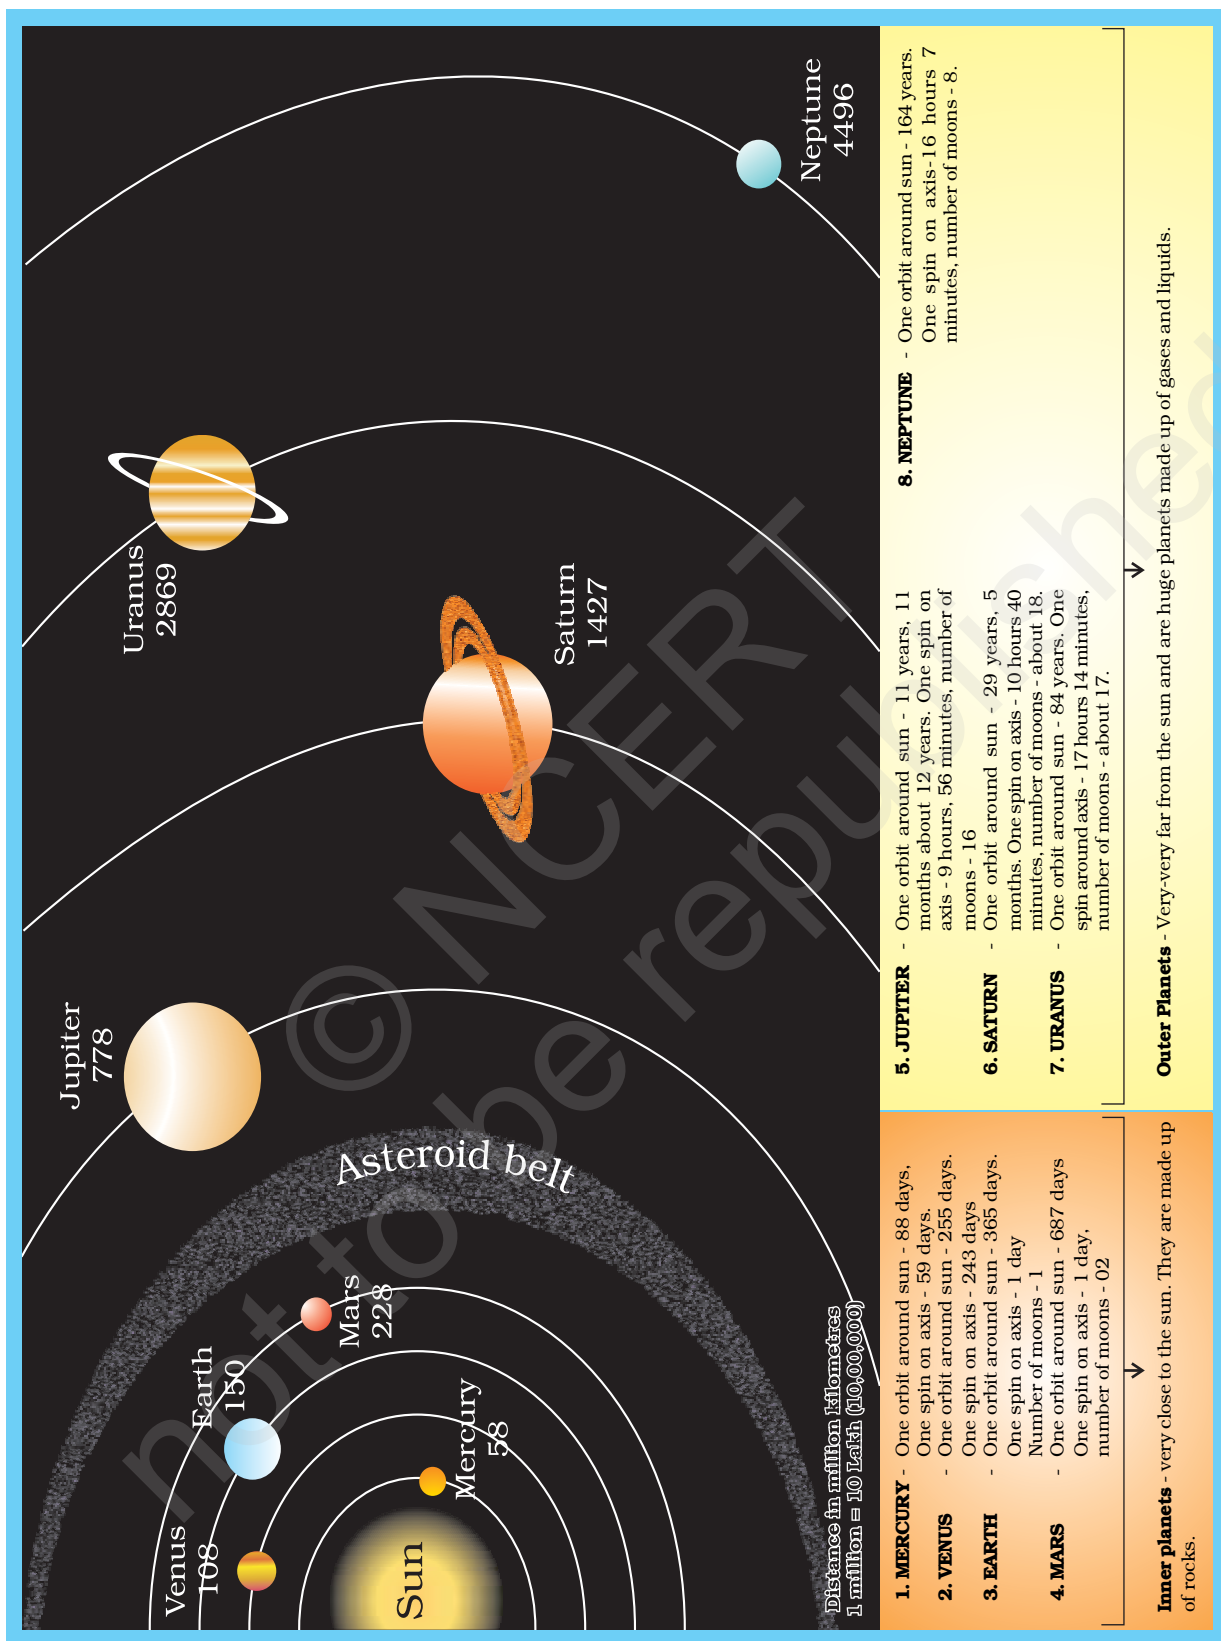 Sun
Mercury
58
Venus
108
Earth
150
Mars
228
Asteroid belt
Jupiter
778
Saturn
1427
Uranus
2869
Neptune
4496
Distance in million kilometres
1 million = 10 Lakh (10,00,000)
1. MERCURY - One orbit around sun - 88 days,
One spin on axis - 59 days.
2. VENUS - One orbit around sun - 255 days.
One spin on axis - 243 days
3. EARTH - One orbit around sun - 365 days.
One spin on axis - 1 day
Number of moons - 1
4. MARS - One orbit around sun - 687 days
One spin on axis - 1 day,
number of moons - 02
Inner planets - very close to the sun. They are made up
of rocks.
5. JUPITER - One orbit around sun - 11 years, 11
months about 12 years. One spin on
axis - 9 hours, 56 minutes, number of
moons - 16
6. SATURN - One orbit around sun - 29 years, 5
months. One spin on axis - 10 hours 40
minutes, number of moons - about 18.
7. URANUS - One orbit around sun - 84 years. One
spin around axis - 17 hours 14 minutes,
number of moons - about 17.
8. NEPTUNE - One orbit around sun - 164 years.
One spin on axis-16 hours 7
minutes, number of moons - 8.
Outer Planets - Very-very far from the sun and are huge planets made up of gases and liquids.
© NCERT
not to be republished